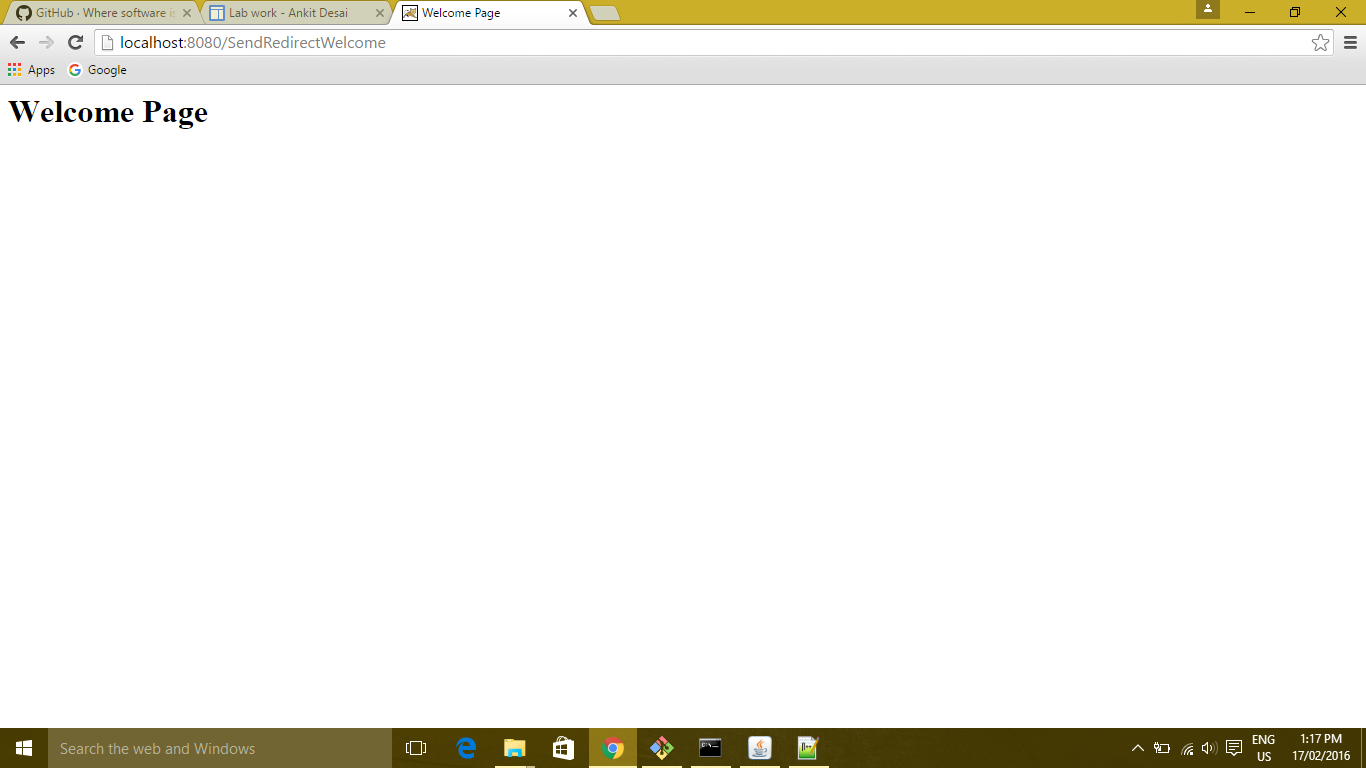 GitHub · Where software is
Lab work - Ankit Desai
Welcome Page
localhost:8080/SendRedirectWelcome
Apps
Google
Welcome Page
Search the web and Windows
ENG
US
1:17 PM
17/02/2016